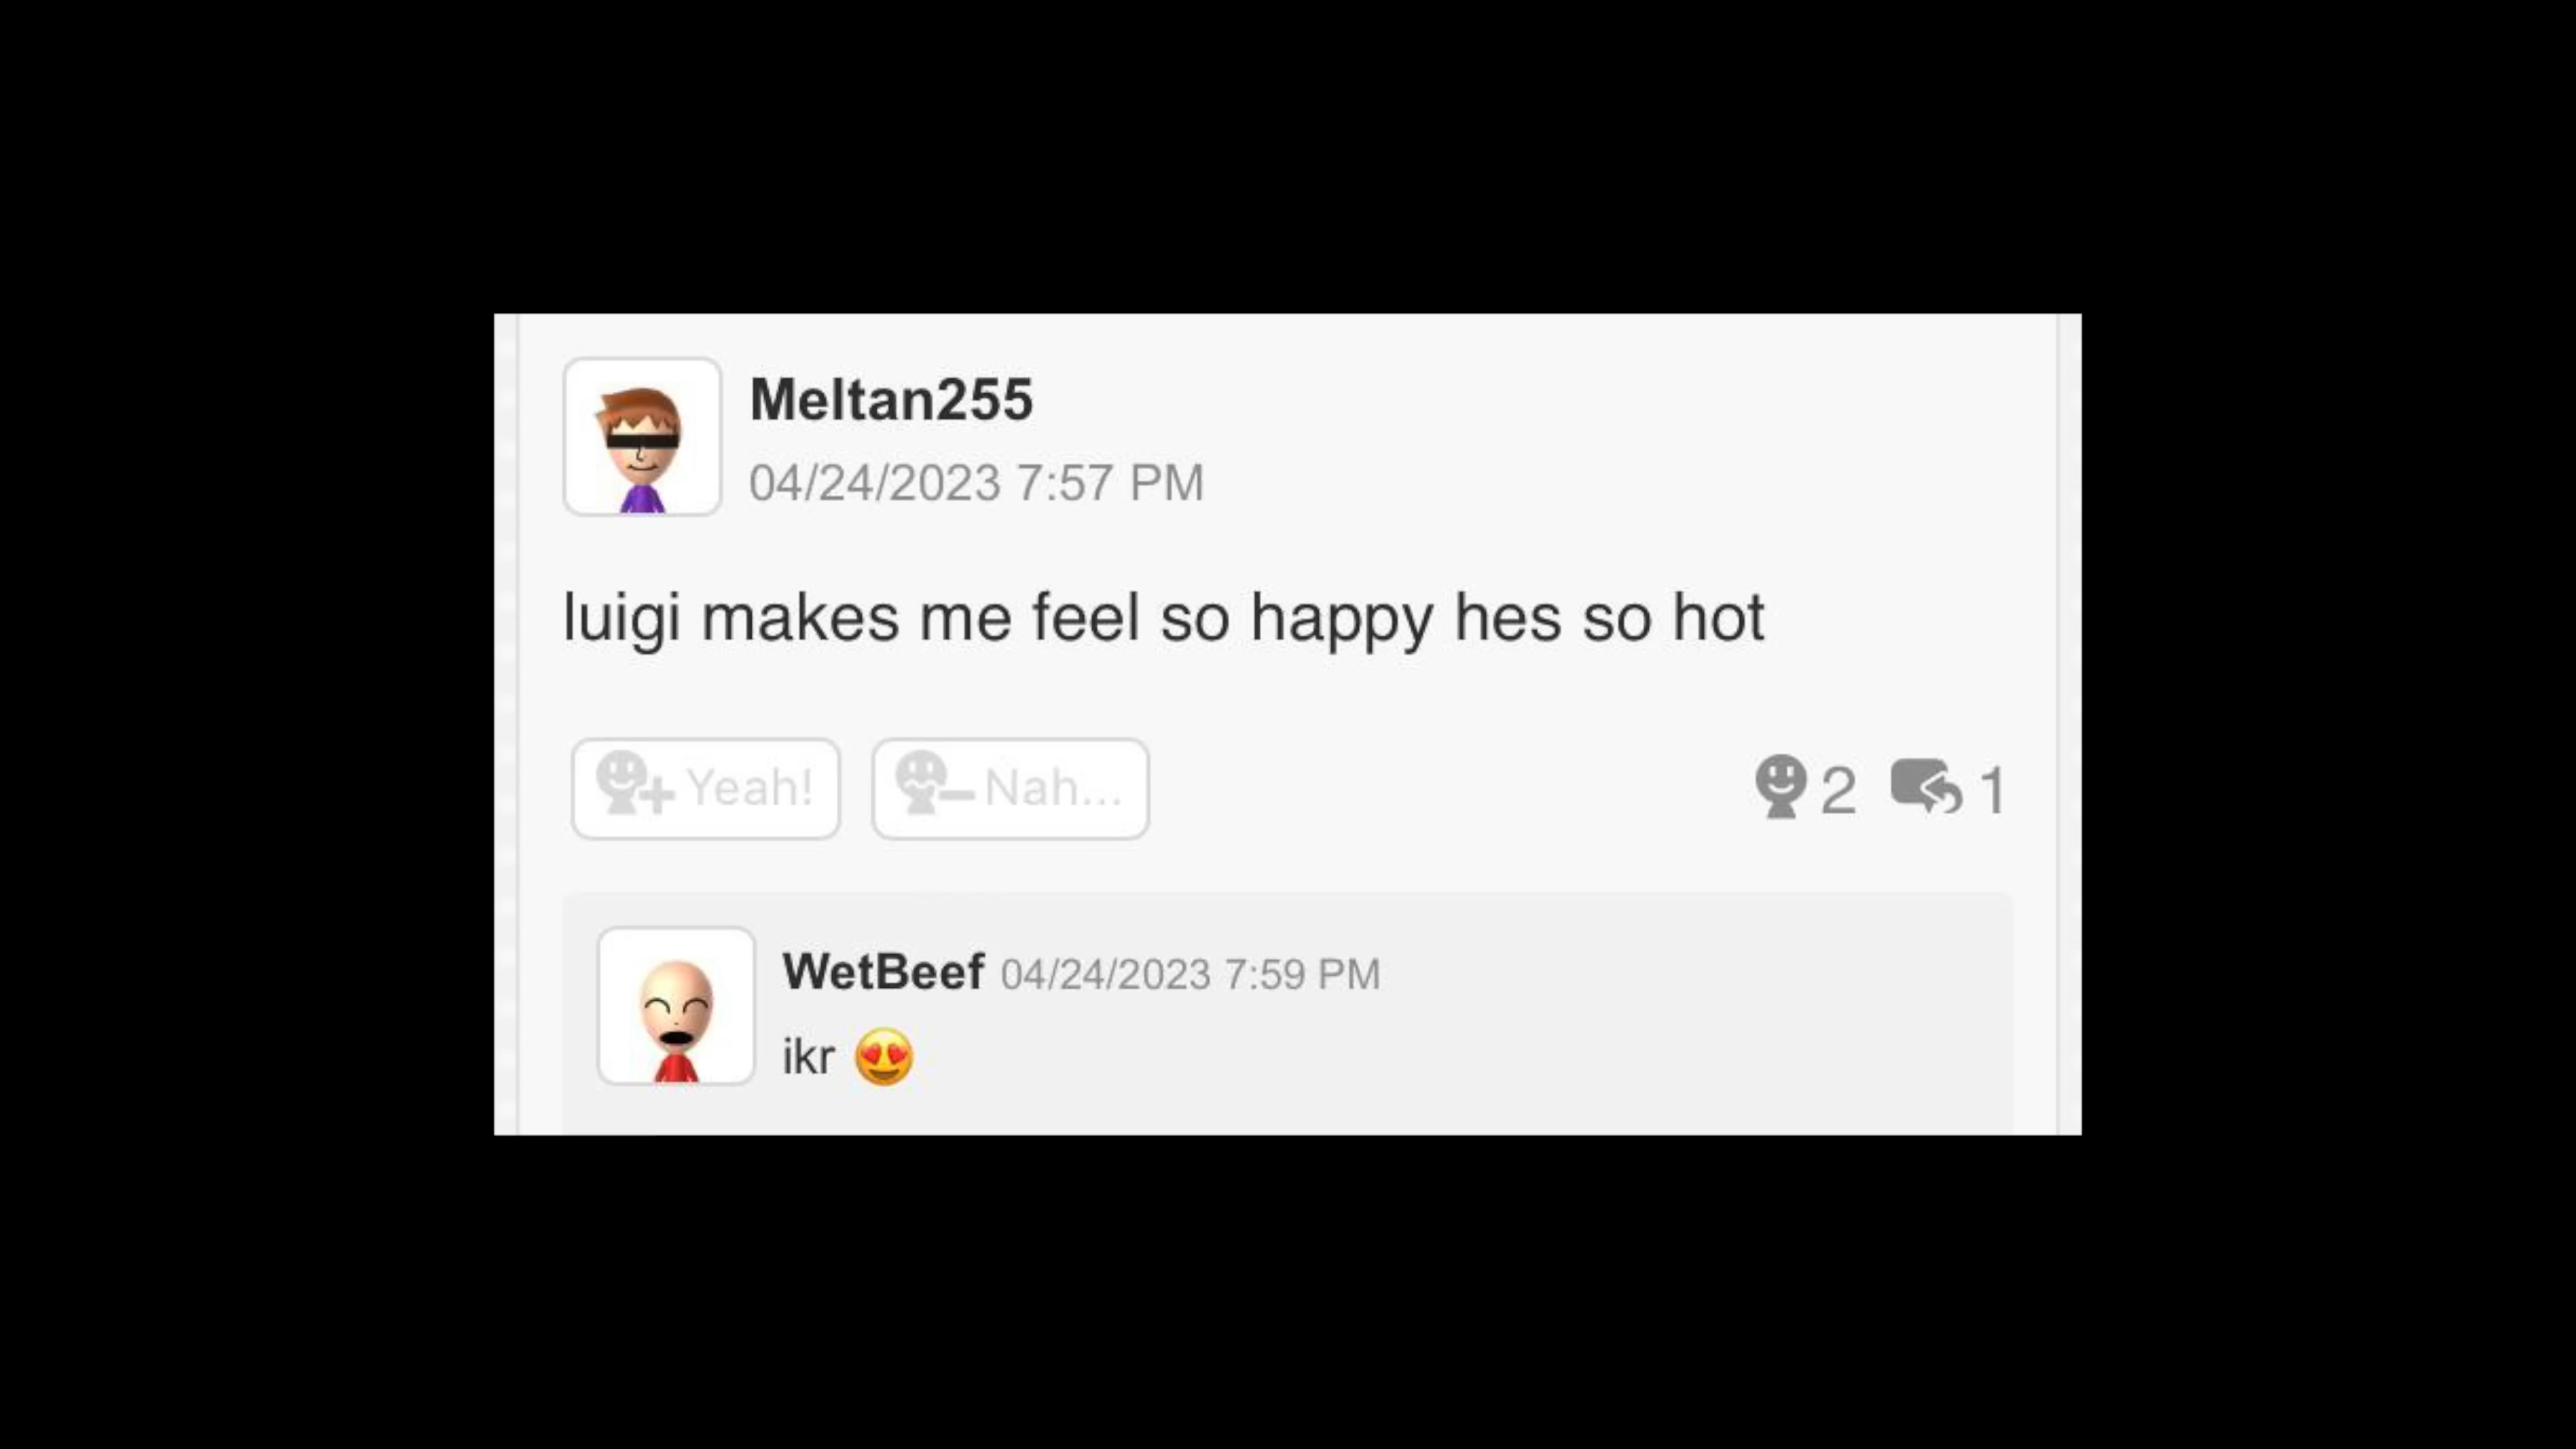 Meltan255
04/24/2023 7:57 PM
luigi makes me feel so happy hes so hot
Yeah! Nah... 2 1
WetBeef 04/24/2023 7:59 PM
ikr 😍